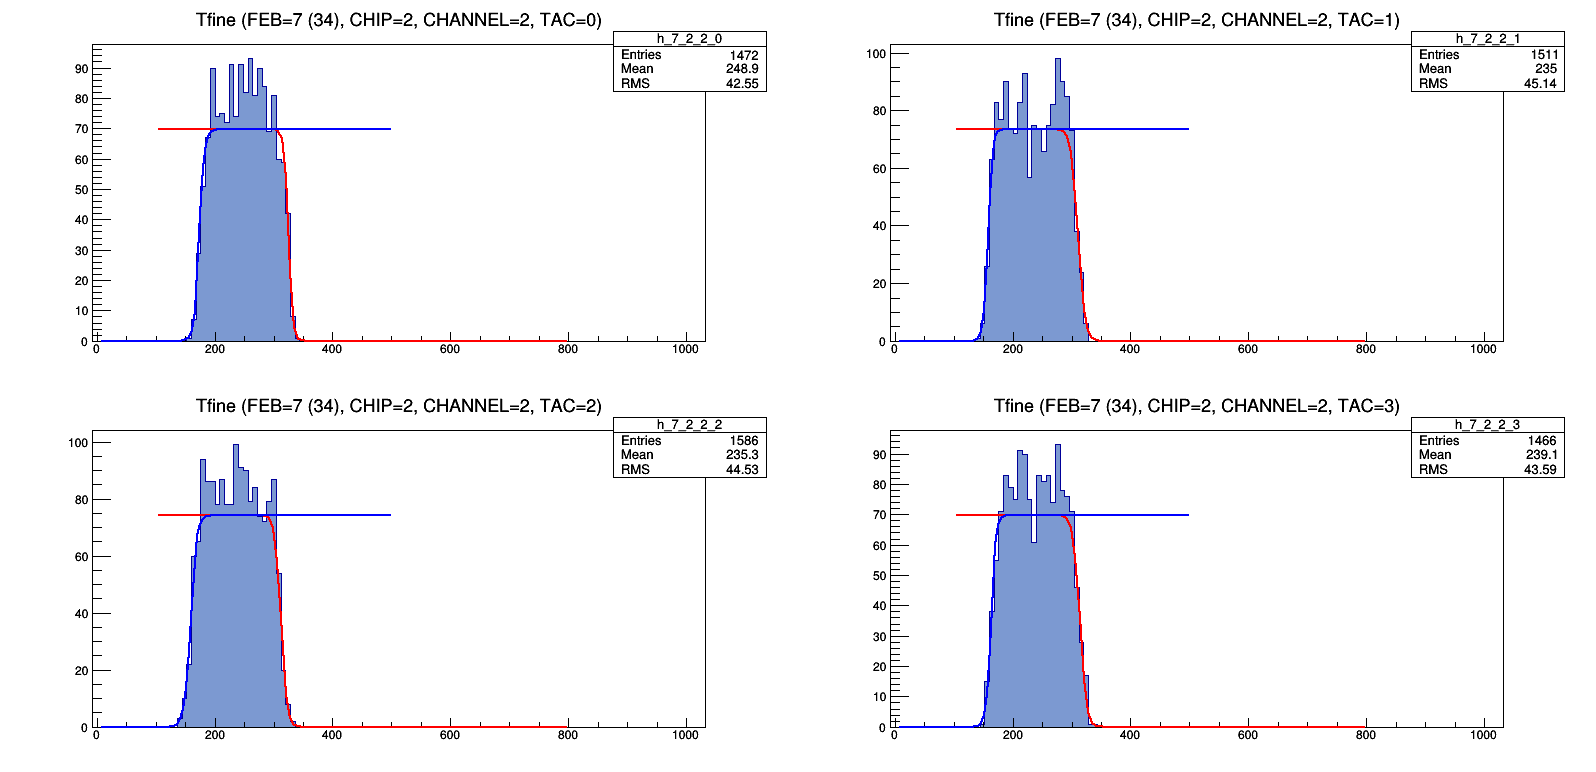 Tfine (FEB=7 (34), CHIP=2, CHANNEL=2, TAC=0)
h_7_2_2_0
Entries 1472
Mean 248.9
RMS 42.55
90
80
70
60
50
40
30
20
10
0
0 200 400 600 800 1000
Tfine (FEB=7 (34), CHIP=2, CHANNEL=2, TAC=1)
h_7_2_2_1
Entries 1511
Mean 235
RMS 45.14
100
80
60
40
20
0
0 200 400 600 800 1000
Tfine (FEB=7 (34), CHIP=2, CHANNEL=2, TAC=2)
h_7_2_2_2
Entries 1586
Mean 235.3
RMS 44.53
100
80
60
40
20
0
0 200 400 600 800 1000
Tfine (FEB=7 (34), CHIP=2, CHANNEL=2, TAC=3)
h_7_2_2_3
Entries 1466
Mean 239.1
RMS 43.59
90
80
70
60
50
40
30
20
10
0
0 200 400 600 800 1000